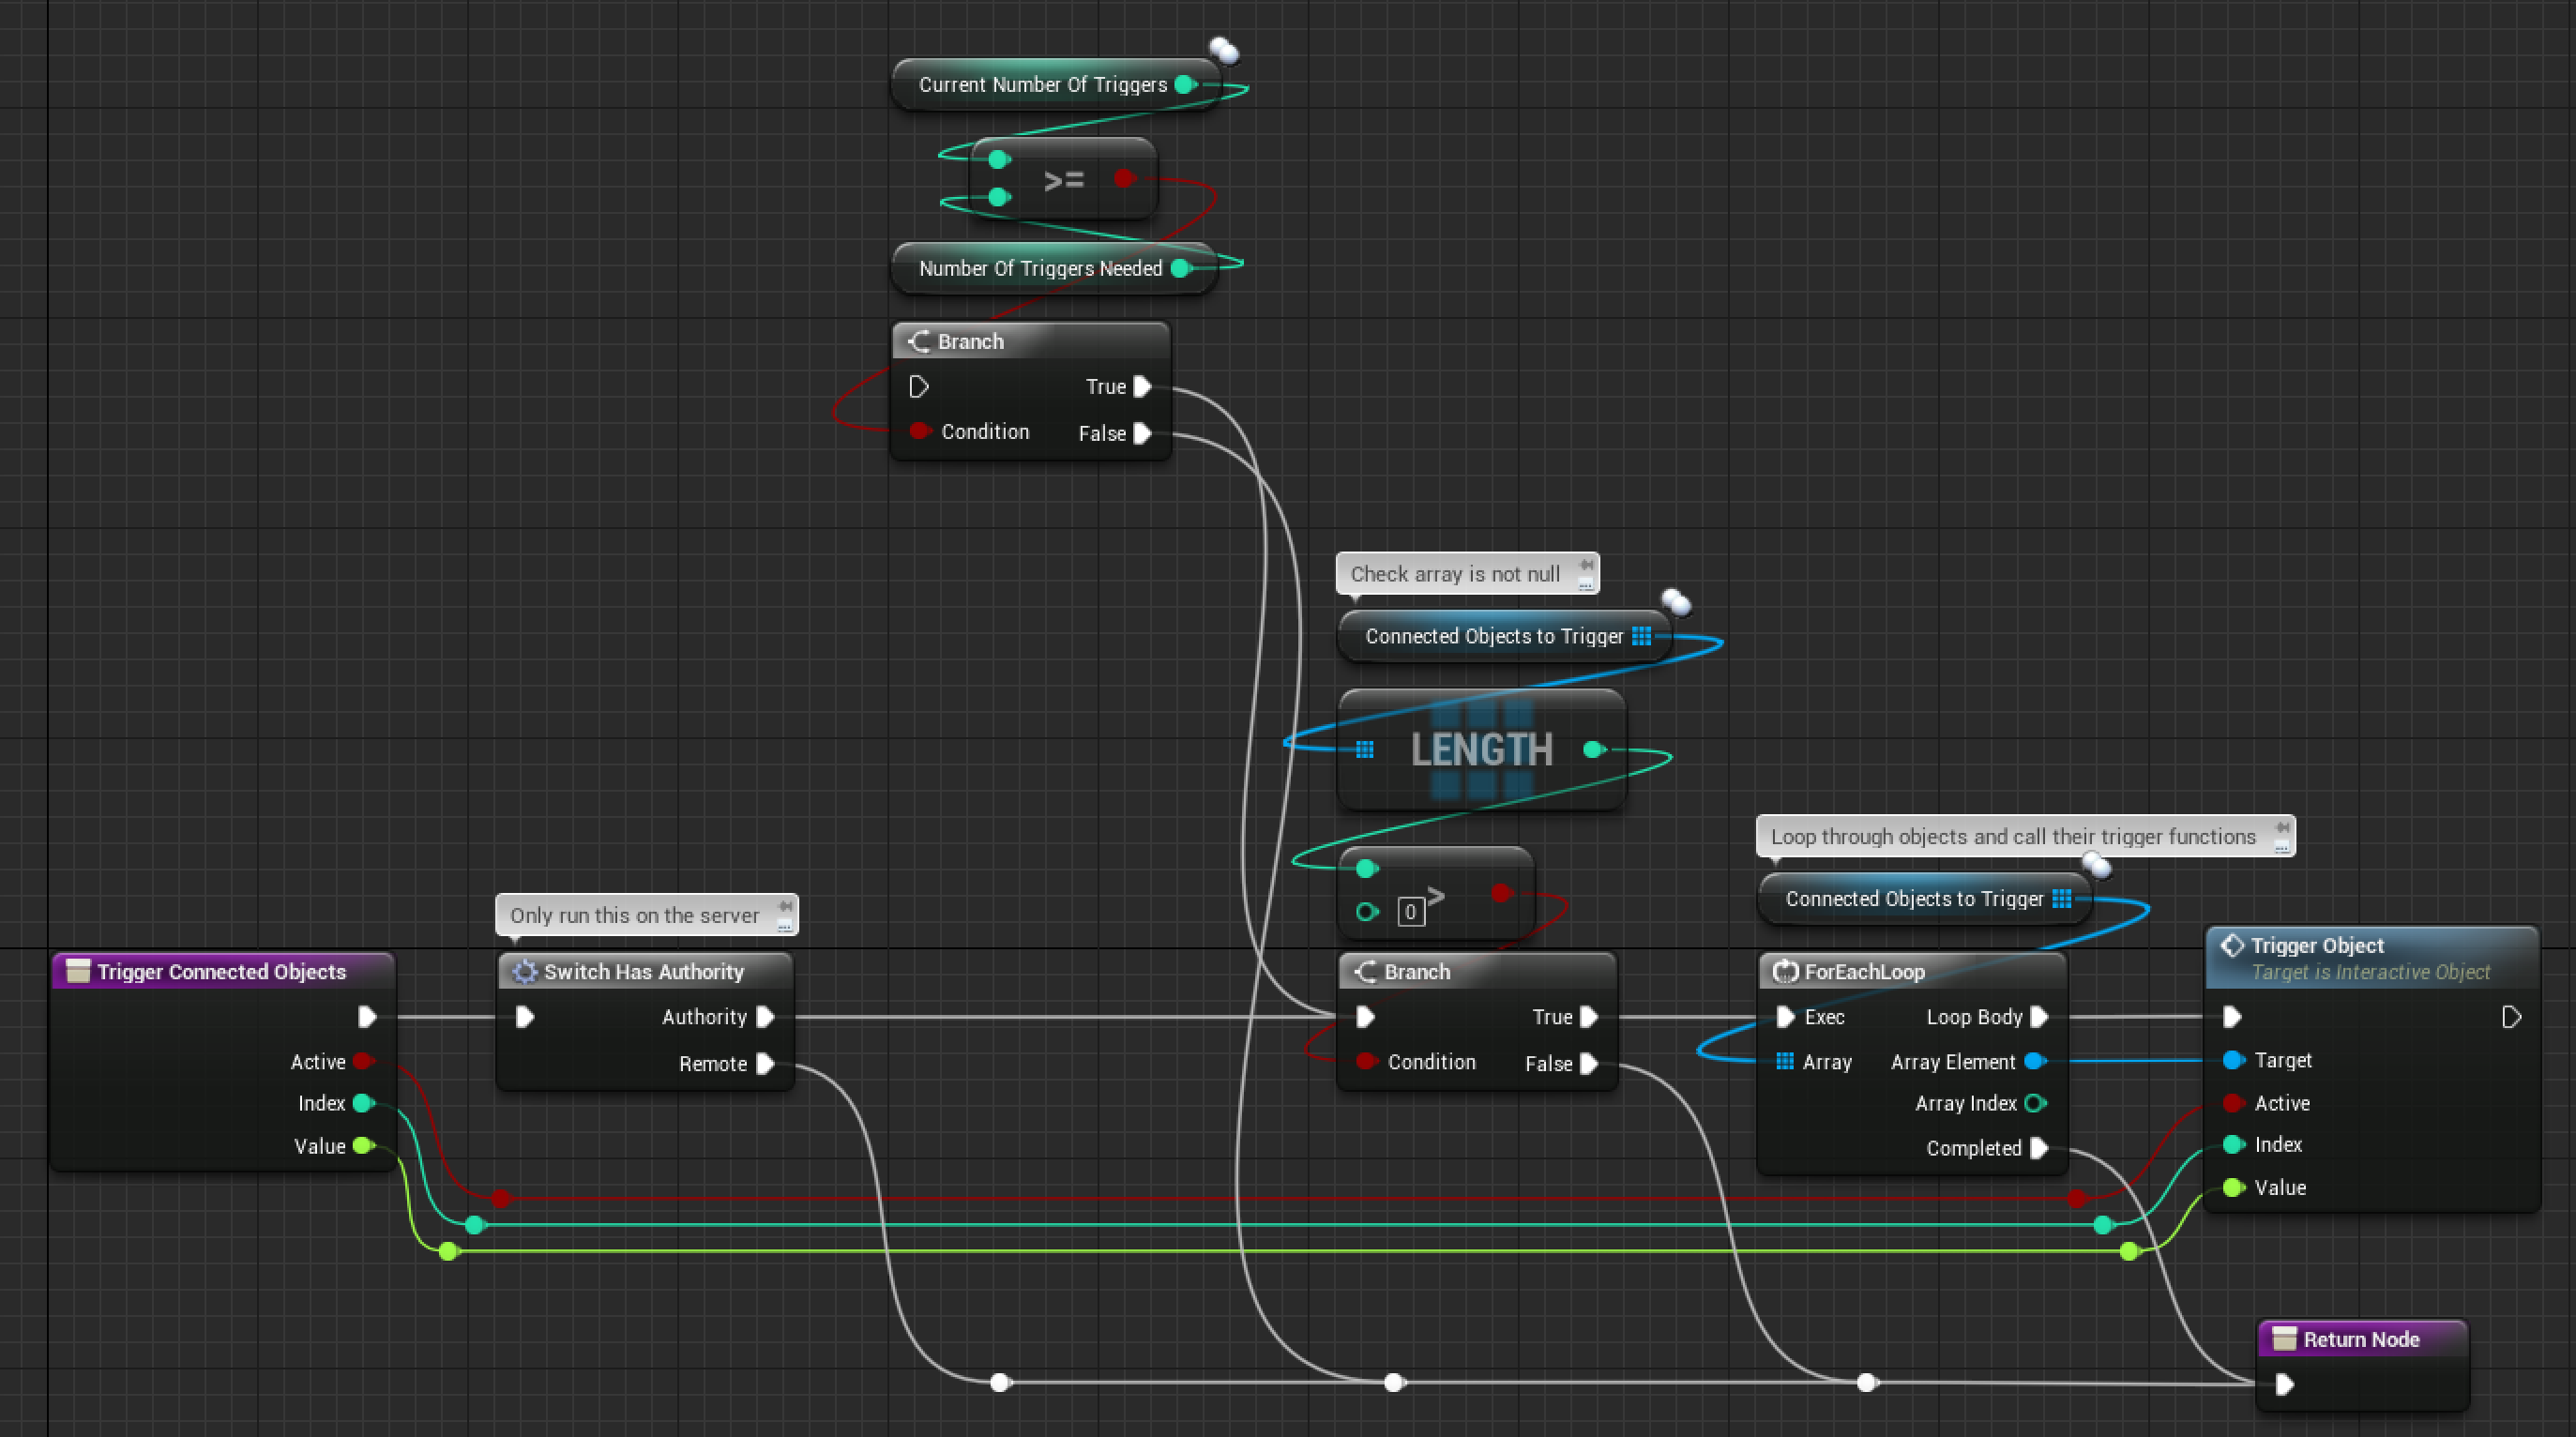 Current Number Of Triggers
>=
Number Of Triggers Needed
Branch
True
Condition
False
Check array is not null
Connected Objects to Trigger
LENGTH
0 >
Loop through objects and call their trigger functions
Connected Objects to Trigger
Only run this on the server
Trigger Connected Objects
Active
Index
Value
Switch Has Authority
Authority
Remote
Branch
True
Condition
False
ForEachLoop
Exec
Loop Body
Array
Array Element
Array Index
Completed
Trigger Object
Target is Interactive Object
Target
Active
Index
Value
Return Node